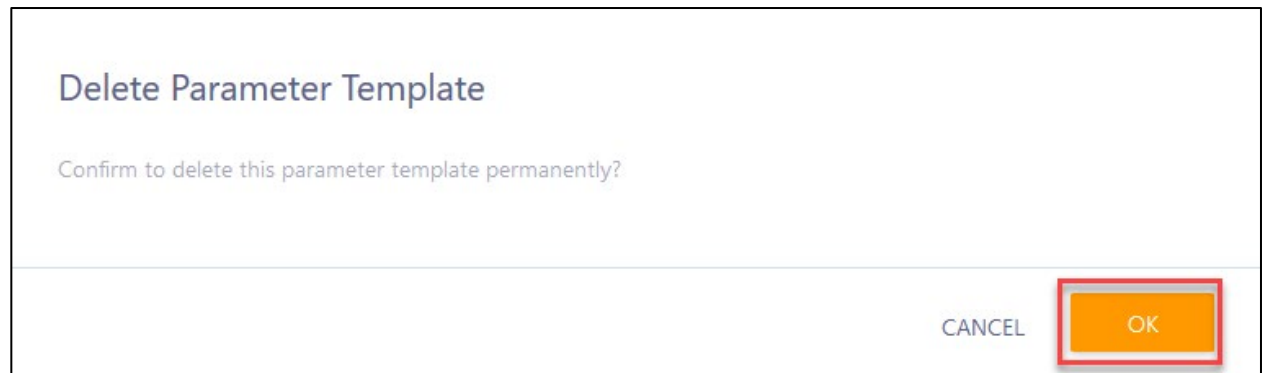 Delete Parameter Template
Confirm to delete this parameter template permanently?
CANCEL OK